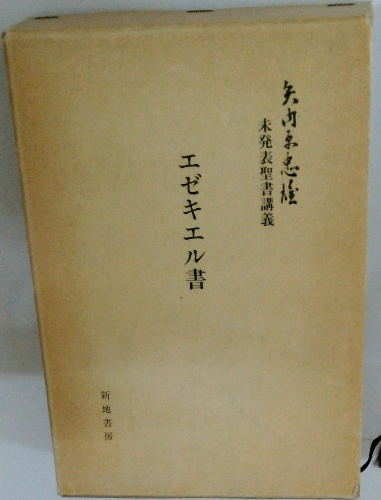 矢内原忠雄
未発表聖書講義
エゼキエル書
新地書房